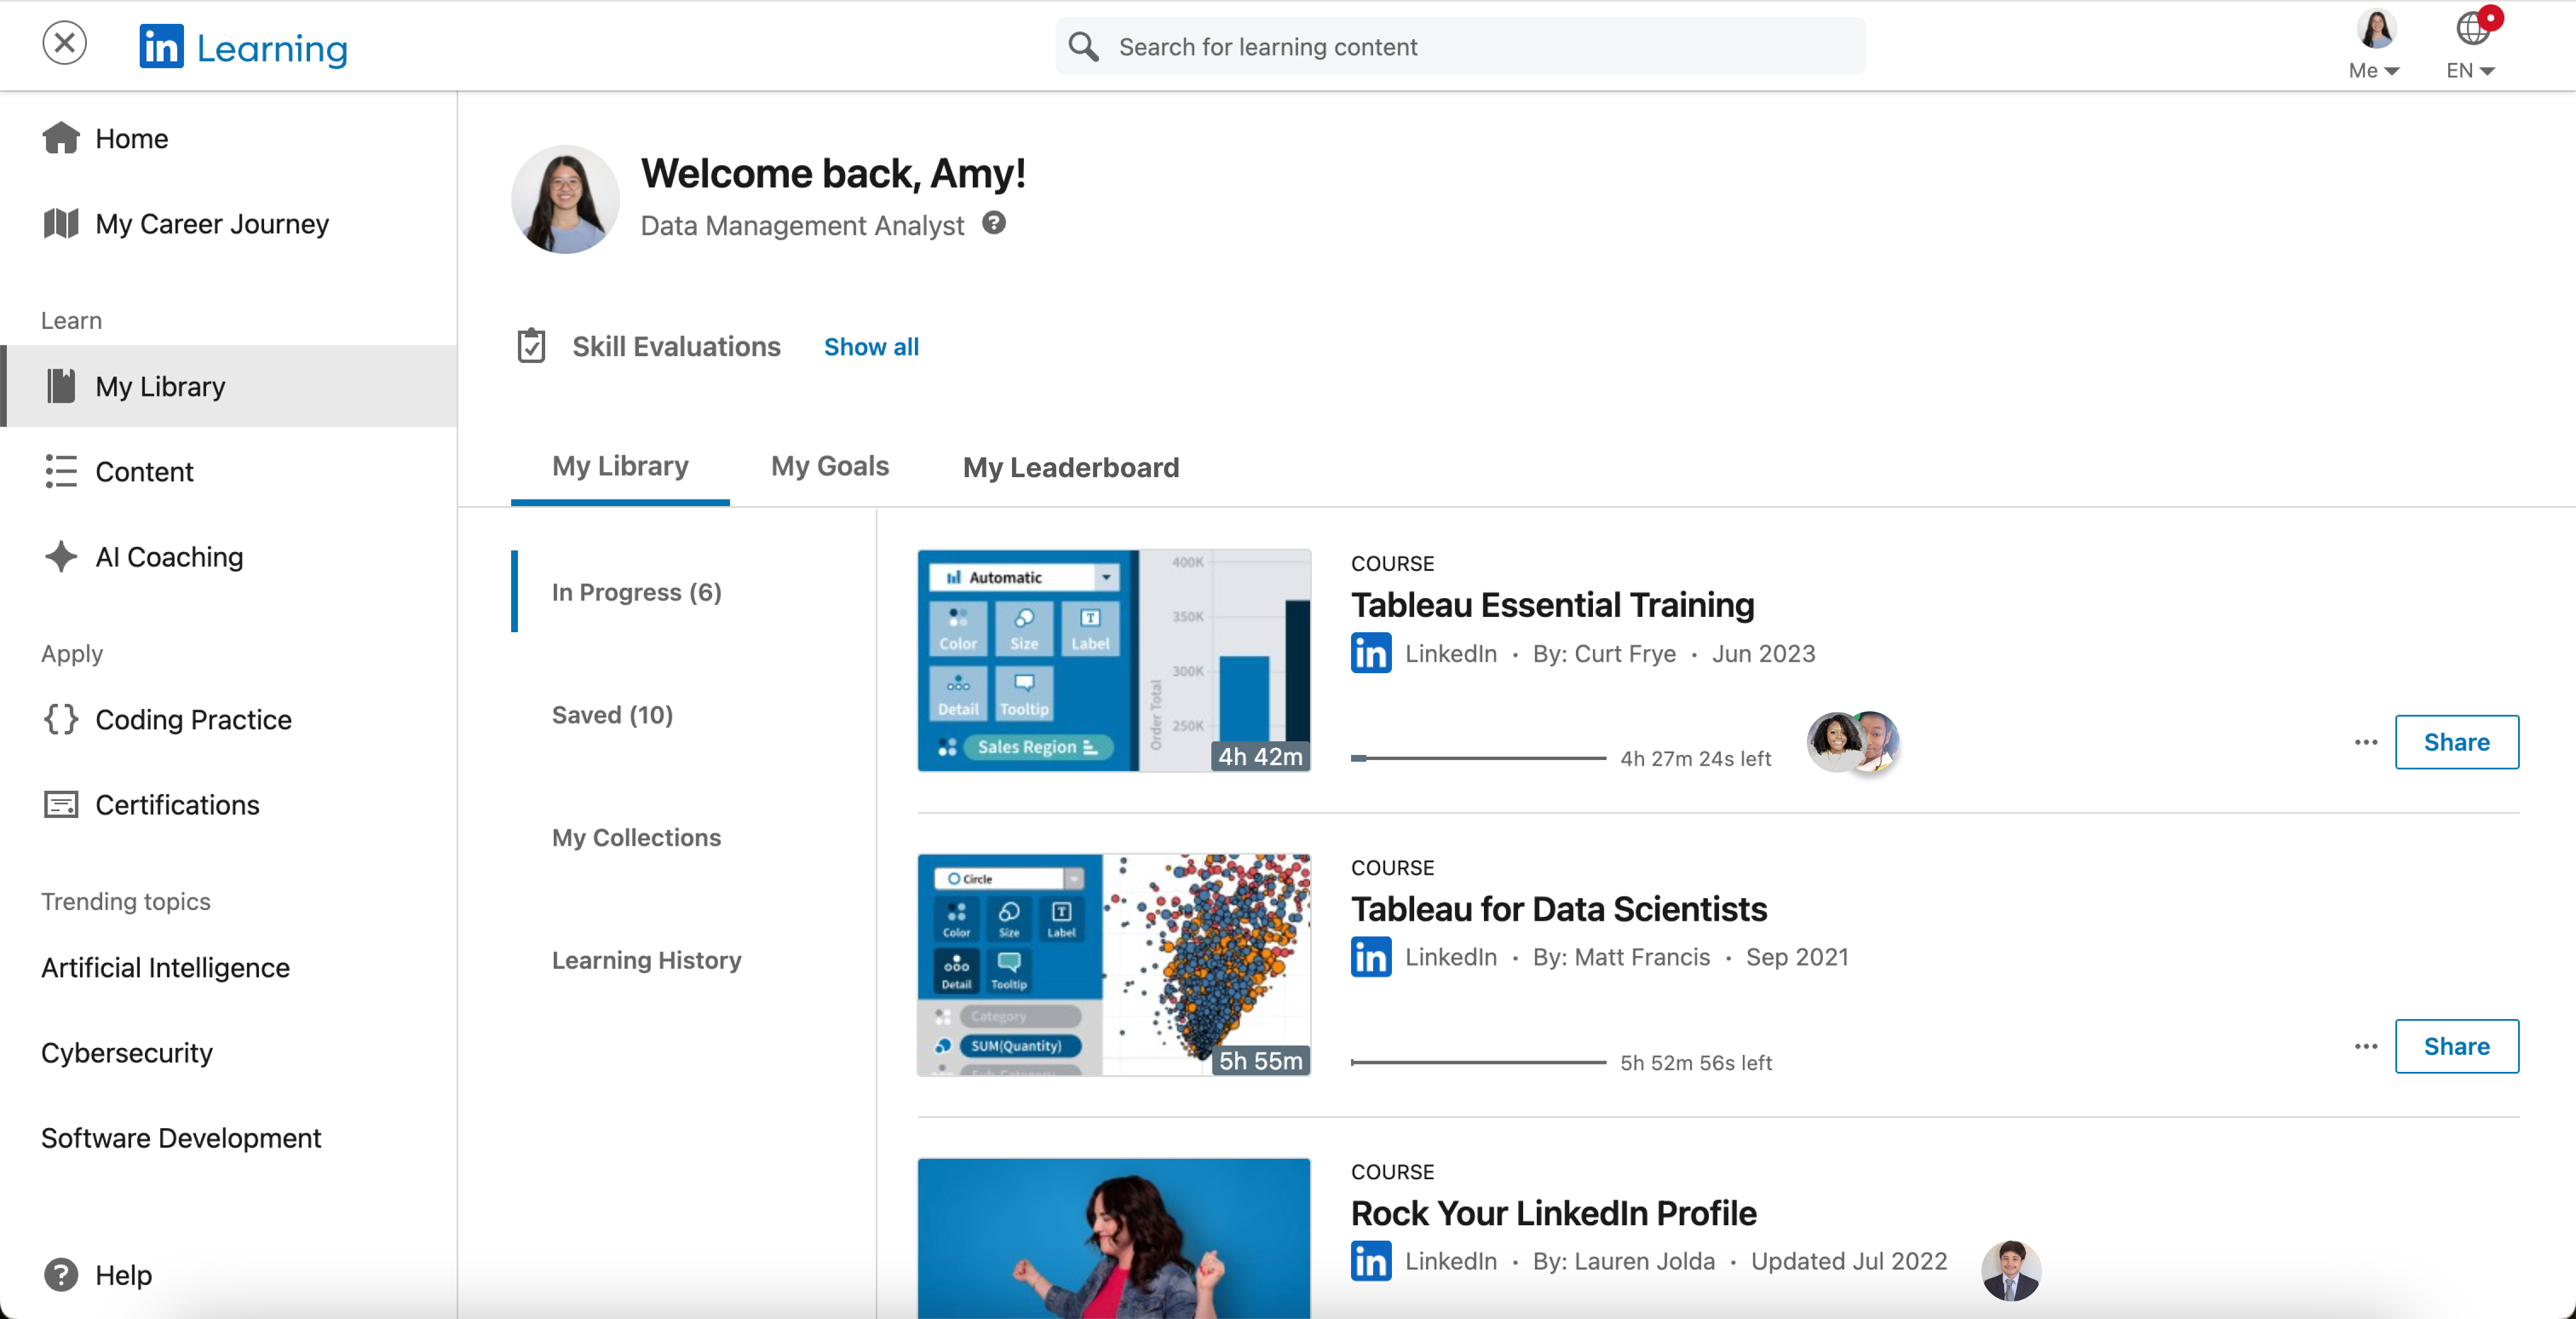 in Learning
Search for learning content
Me
EN
Home
My Career Journey
Learn
My Library
Content
AI Coaching
Apply
Coding Practice
Certifications
Trending topics
Artificial Intelligence
Cybersecurity
Software Development
Help
Welcome back, Amy!
Data Management Analyst
Skill Evaluations Show all
My Library My Goals My Leaderboard
In Progress (6)
Saved (10)
My Collections
Learning History
Automatic
Color Size Label
Detail Tooltip
Sales Region
Order Total
400K
350K
300K
250K
4h 42m
COURSE
Tableau Essential Training
in LinkedIn · By: Curt Frye · Jun 2023
4h 27m 24s left
... Share
Circle
Color Size Label
Detail Tooltip
Category
SUM(Quantity)
5h 55m
COURSE
Tableau for Data Scientists
in LinkedIn · By: Matt Francis · Sep 2021
5h 52m 56s left
... Share
COURSE
Rock Your LinkedIn Profile
in LinkedIn · By: Lauren Jolda · Updated Jul 2022